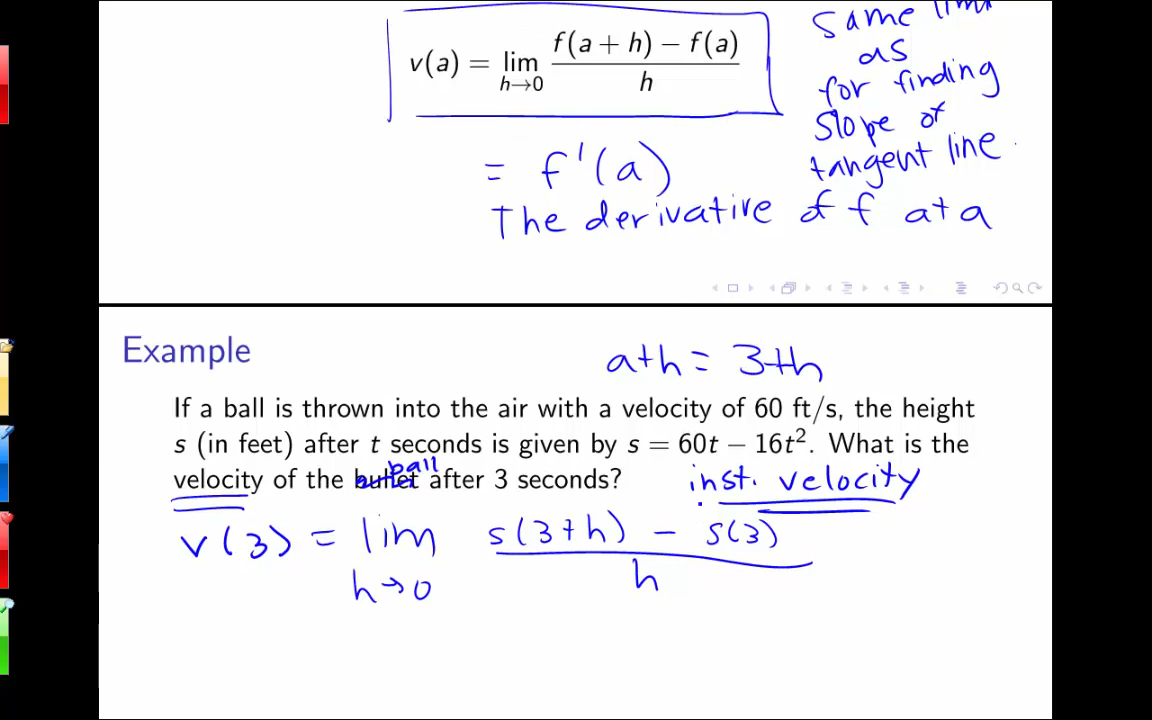 same limit
as
for finding
slope of
tangent line
v(a) = lim h→0 f(a + h) − f(a) / h
= f'(a)
The derivative of f at a
Example
a+h = 3+h
If a ball is thrown into the air with a velocity of 60 ft/s, the height
s (in feet) after t seconds is given by s = 60t − 16t². What is the
ball
velocity of the bullet after 3 seconds?
inst. velocity
v(3) = lim h→0 s(3+h) − s(3) / h